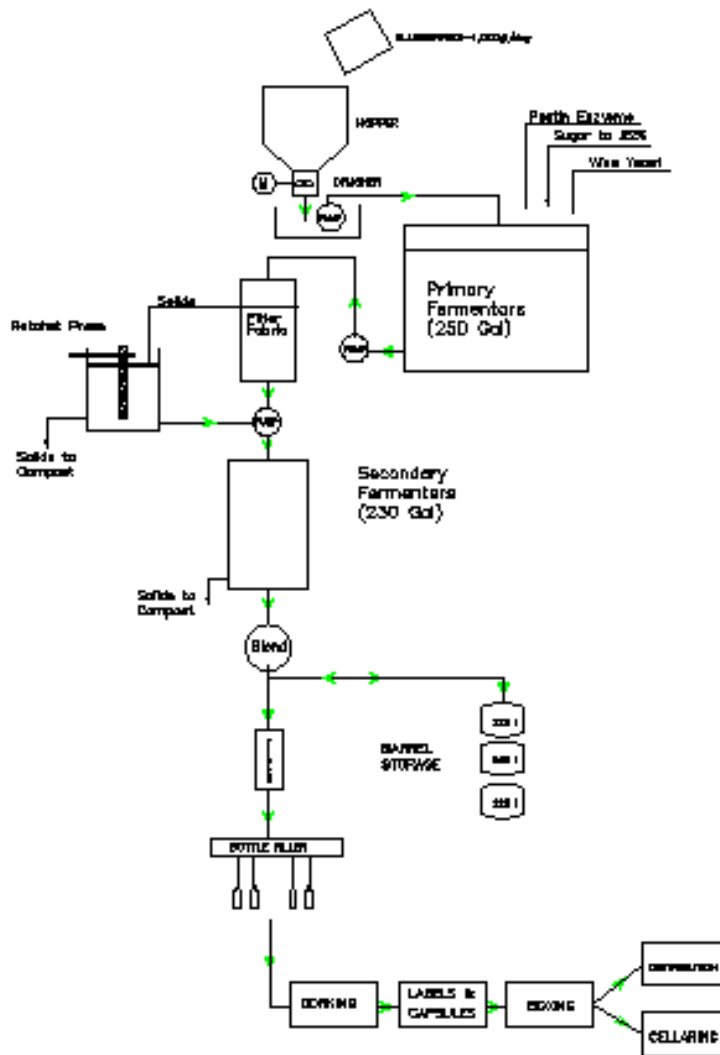 HOPPER
Pectin Enzyme
Sugar to 22%
Wine Yeast
M
CRUSHER
PUMP
Primary
Fermentors
(250 Gal)
Solids
Filter
Fabric
Ratchet Press
PUMP
PUMP
Solids to
Compost
Secondary
Fermentors
(230 Gal)
Solids to
Compost
Blend
BARREL
STORAGE
BOTTLE FILLER
CORKING
LABELS &
CAPSULES
BOXING
DISTRIBUTION
CELLARING